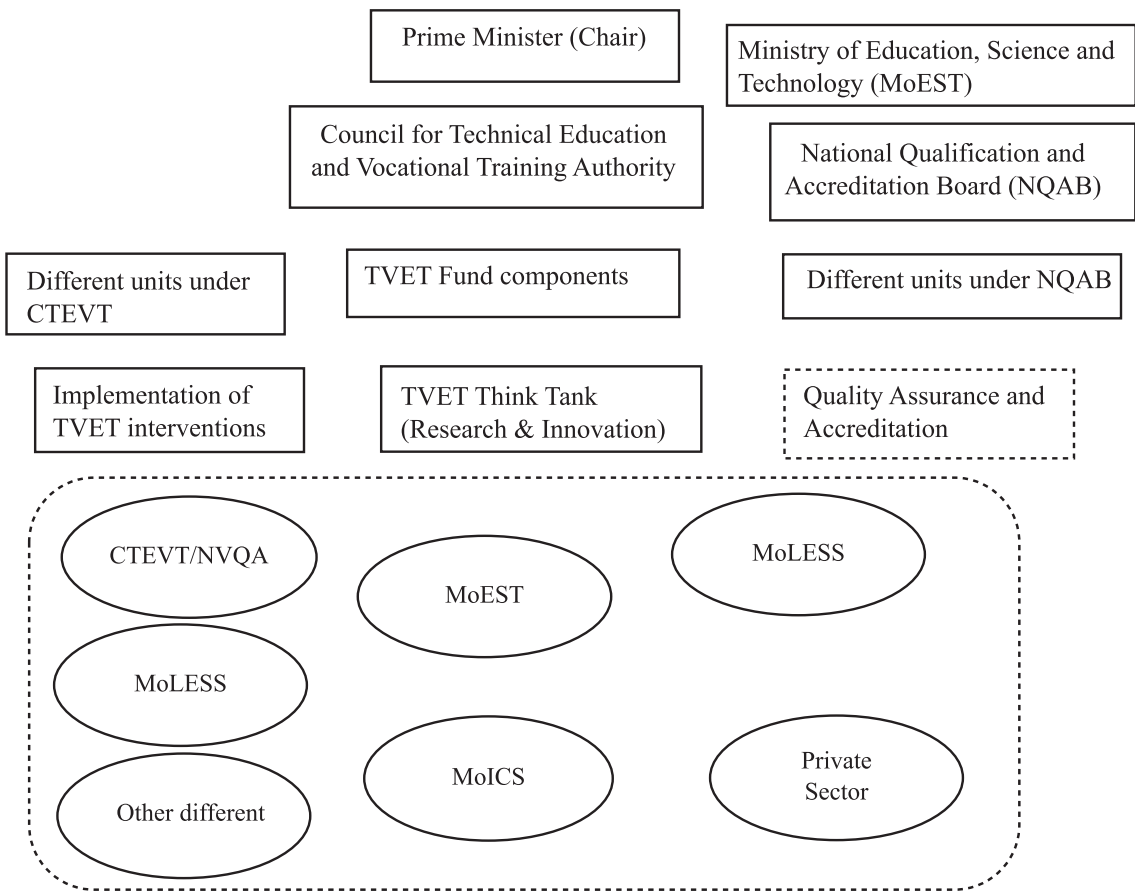 Prime Minister (Chair)
Ministry of Education, Science and
Technology (MoEST)
Council for Technical Education
and Vocational Training Authority
National Qualification and
Accreditation Board (NQAB)
Different units under
CTEVT
TVET Fund components
Different units under NQAB
Implementation of
TVET interventions
TVET Think Tank
(Research & Innovation)
Quality Assurance and
Accreditation
CTEVT/NVQA
MoEST
MoLESS
MoLESS
MoICS
Private
Sector
Other different